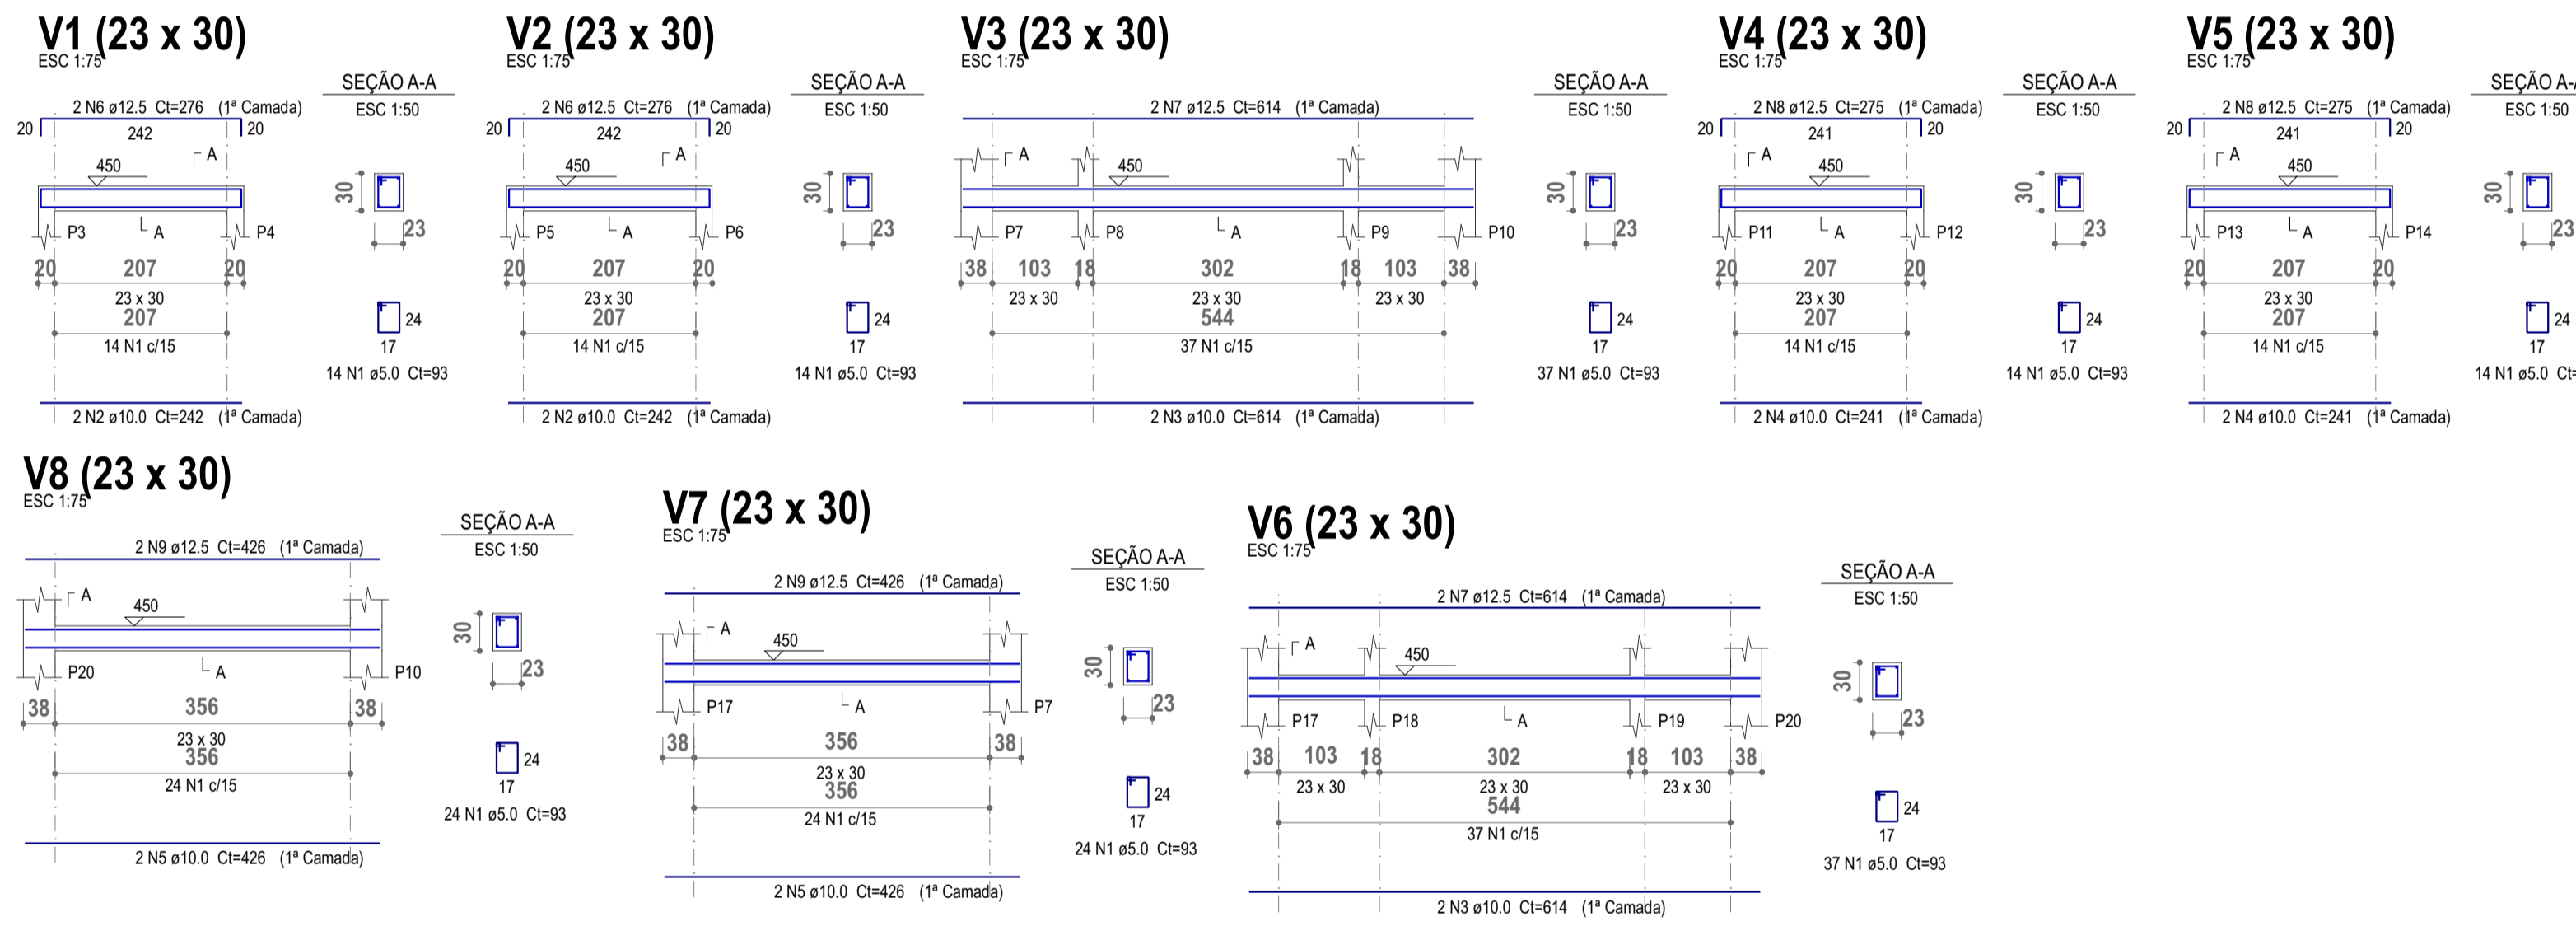 V1 (23 x 30)
ESC 1:75
SEÇÃO A-A
ESC 1:50
2 N6 ø12.5 Ct=276 (1ª Camada)
20
242
20
A
450
30
23
P3
A
P4
20
207
20
23 x 30
207
14 N1 c/15
24
17
14 N1 ø5.0 Ct=93
2 N2 ø10.0 Ct=242 (1ª Camada)
V2 (23 x 30)
ESC 1:75
SEÇÃO A-A
ESC 1:50
2 N6 ø12.5 Ct=276 (1ª Camada)
20
242
20
A
450
30
23
P5
A
P6
20
207
20
23 x 30
207
14 N1 c/15
24
17
14 N1 ø5.0 Ct=93
2 N2 ø10.0 Ct=242 (1ª Camada)
V3 (23 x 30)
ESC 1:75
SEÇÃO A-A
ESC 1:50
2 N7 ø12.5 Ct=614 (1ª Camada)
A
450
30
23
P7
P8
A
P9
P10
38
103
18
302
18
103
38
23 x 30
23 x 30
23 x 30
544
37 N1 c/15
24
17
37 N1 ø5.0 Ct=93
2 N3 ø10.0 Ct=614 (1ª Camada)
V4 (23 x 30)
ESC 1:75
SEÇÃO A-A
ESC 1:50
2 N8 ø12.5 Ct=275 (1ª Camada)
20
241
20
A
450
30
23
P11
A
P12
20
207
20
23 x 30
207
14 N1 c/15
24
17
14 N1 ø5.0 Ct=93
2 N4 ø10.0 Ct=241 (1ª Camada)
V5 (23 x 30)
ESC 1:75
SEÇÃO A-
ESC 1:50
2 N8 ø12.5 Ct=275 (1ª Camada)
20
241
20
A
450
30
23
P13
A
P14
20
207
20
23 x 30
207
14 N1 c/15
24
17
14 N1 ø5.0 Ct=
2 N4 ø10.0 Ct=241 (1ª Camada)
V8 (23 x 30)
ESC 1:75
SEÇÃO A-A
ESC 1:50
2 N9 ø12.5 Ct=426 (1ª Camada)
A
450
30
23
P20
A
P10
38
356
38
23 x 30
356
24 N1 c/15
24
17
24 N1 ø5.0 Ct=93
2 N5 ø10.0 Ct=426 (1ª Camada)
V7 (23 x 30)
ESC 1:75
SEÇÃO A-A
ESC 1:50
2 N9 ø12.5 Ct=426 (1ª Camada)
A
450
30
23
P17
A
P7
38
356
38
23 x 30
356
24 N1 c/15
24
17
24 N1 ø5.0 Ct=93
2 N5 ø10.0 Ct=426 (1ª Camada)
V6 (23 x 30)
ESC 1:75
SEÇÃO A-A
ESC 1:50
2 N7 ø12.5 Ct=614 (1ª Camada)
A
450
30
23
P17
P18
A
P19
P20
38
103
18
302
18
103
38
23 x 30
23 x 30
23 x 30
544
37 N1 c/15
24
17
37 N1 ø5.0 Ct=93
2 N3 ø10.0 Ct=614 (1ª Camada)